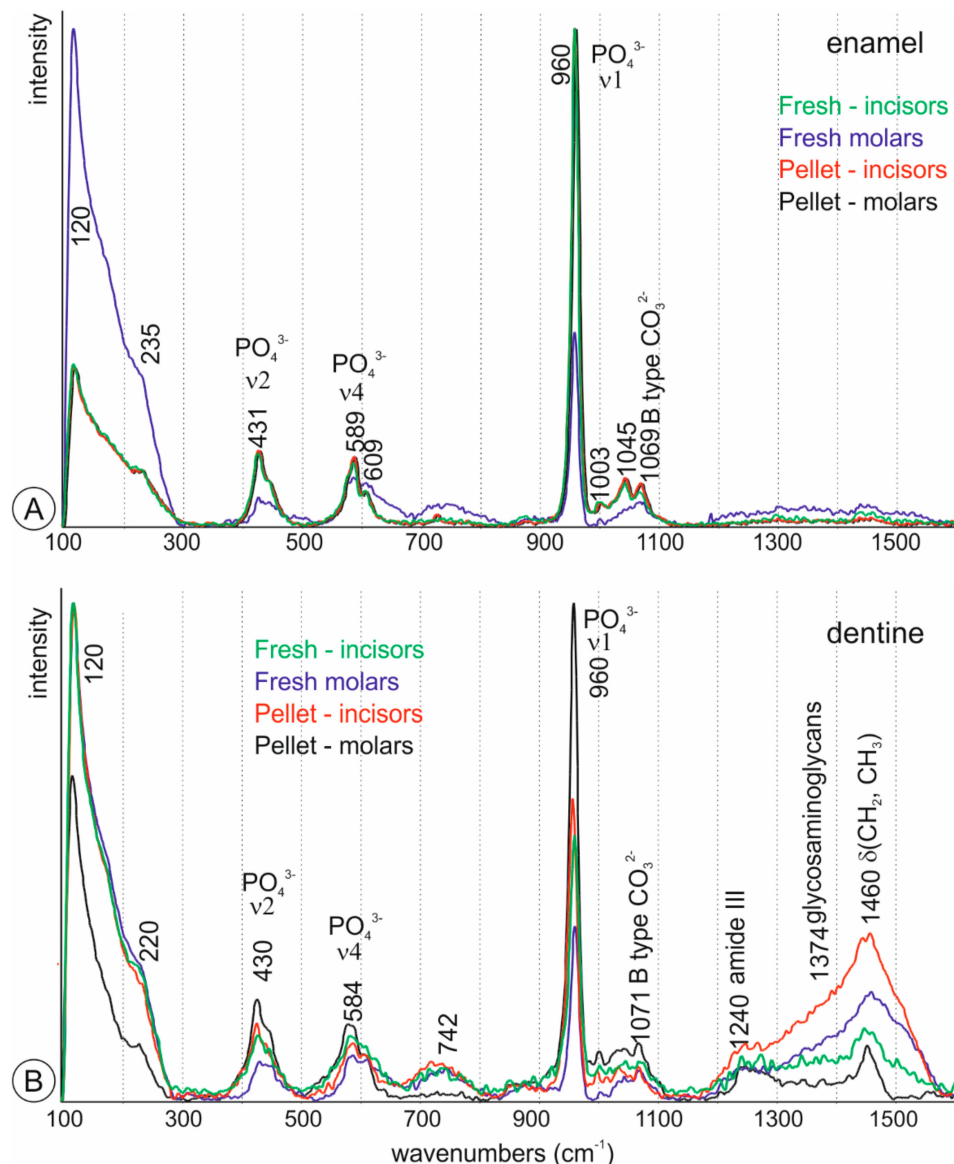 intensity
enamel
960
PO₄³⁻
ν1
Fresh - incisors
Fresh molars
Pellet - incisors
Pellet - molars
120
235
PO₄³⁻
ν2
431
PO₄³⁻
ν4
589
609
1003
1045
1069 B type CO₃²⁻
A
100 300 500 700 900 1100 1300 1500
intensity
dentine
PO₄³⁻
ν1
960
Fresh - incisors
Fresh molars
Pellet - incisors
Pellet - molars
120
220
PO₄³⁻
ν2
430
PO₄³⁻
ν4
584
742
1071 B type CO₃²⁻
1240 amide III
1374 glycosaminoglycans
1460 δ(CH₂, CH₃)
B
100 300 500 700 900 1100 1300 1500
wavenumbers (cm⁻¹)